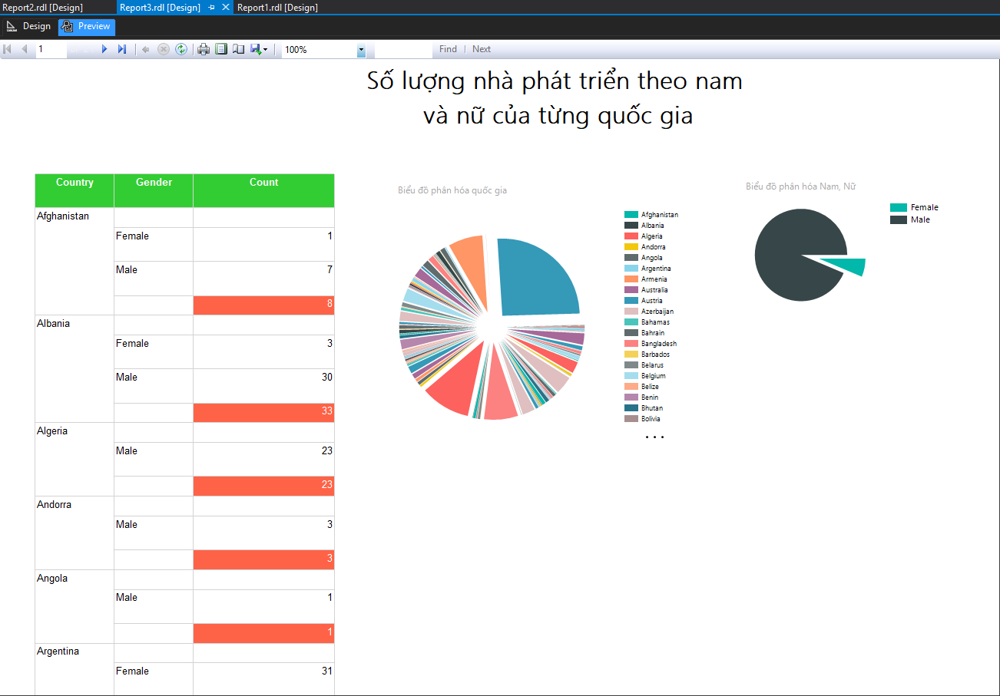 Report2.rdl [Design]
Report3.rdl [Design]
Report1.rdl [Design]
Design
Preview
1
100%
Find
Next
Số lượng nhà phát triển theo nam
và nữ của từng quốc gia
Country Gender Count
Afghanistan
Female 1
Male 7
8
Albania
Female 3
Male 30
33
Algeria
Male 23
23
Andorra
Male 3
3
Angola
Male 1
1
Argentina
Female 31
Biểu đồ phân hóa quốc gia
Afghanistan
Albania
Algeria
Andorra
Angola
Argentina
Armenia
Australia
Austria
Azerbaijan
Bahamas
Bahrain
Bangladesh
Barbados
Belarus
Belgium
Belize
Benin
Bhutan
Bolivia
...
Biểu đồ phân hóa Nam, Nữ
Female
Male